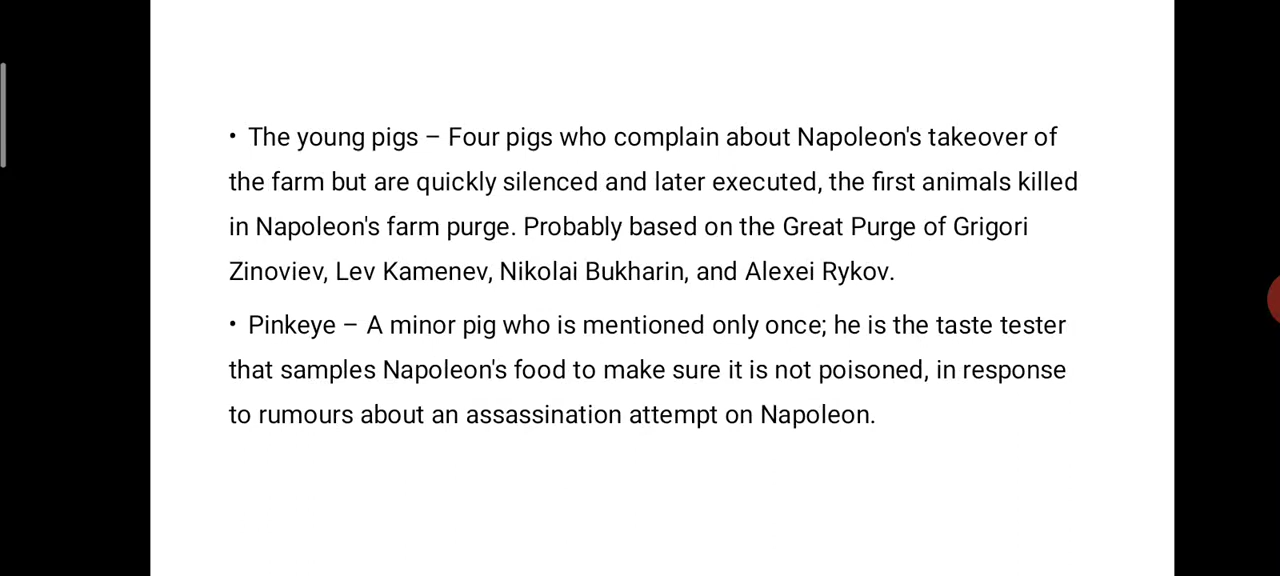 • The young pigs – Four pigs who complain about Napoleon's takeover of
the farm but are quickly silenced and later executed, the first animals killed
in Napoleon's farm purge. Probably based on the Great Purge of Grigori
Zinoviev, Lev Kamenev, Nikolai Bukharin, and Alexei Rykov.
• Pinkeye – A minor pig who is mentioned only once; he is the taste tester
that samples Napoleon's food to make sure it is not poisoned, in response
to rumours about an assassination attempt on Napoleon.